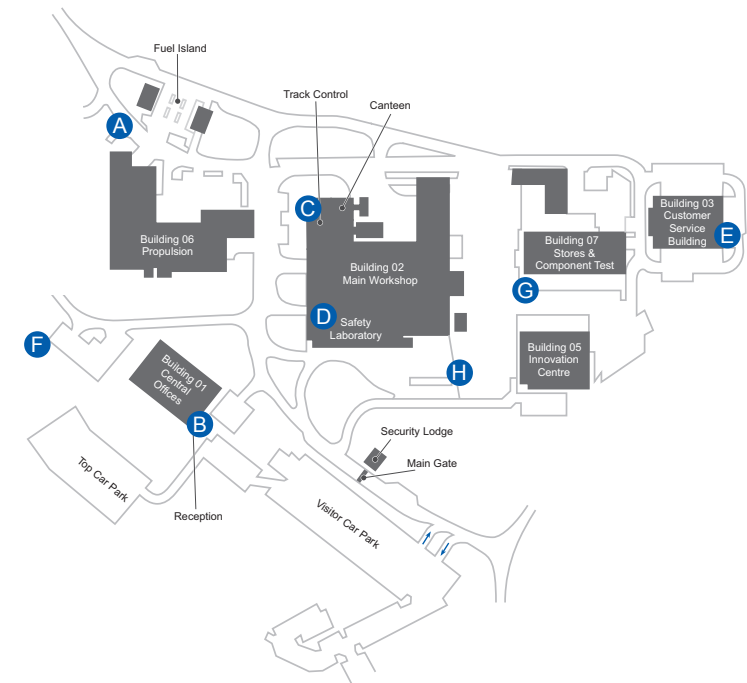 Fuel Island
Track Control
Canteen
A
C
Building 06
Propulsion
Building 02
Main Workshop
Building 03
Customer
Service
Building
E
Building 07
Stores &
Component Test
G
D
Safety
Laboratory
F
Building 01
Central
Offices
B
H
Building 05
Innovation
Centre
Security Lodge
Main Gate
Top Car Park
Reception
Visitor Car Park